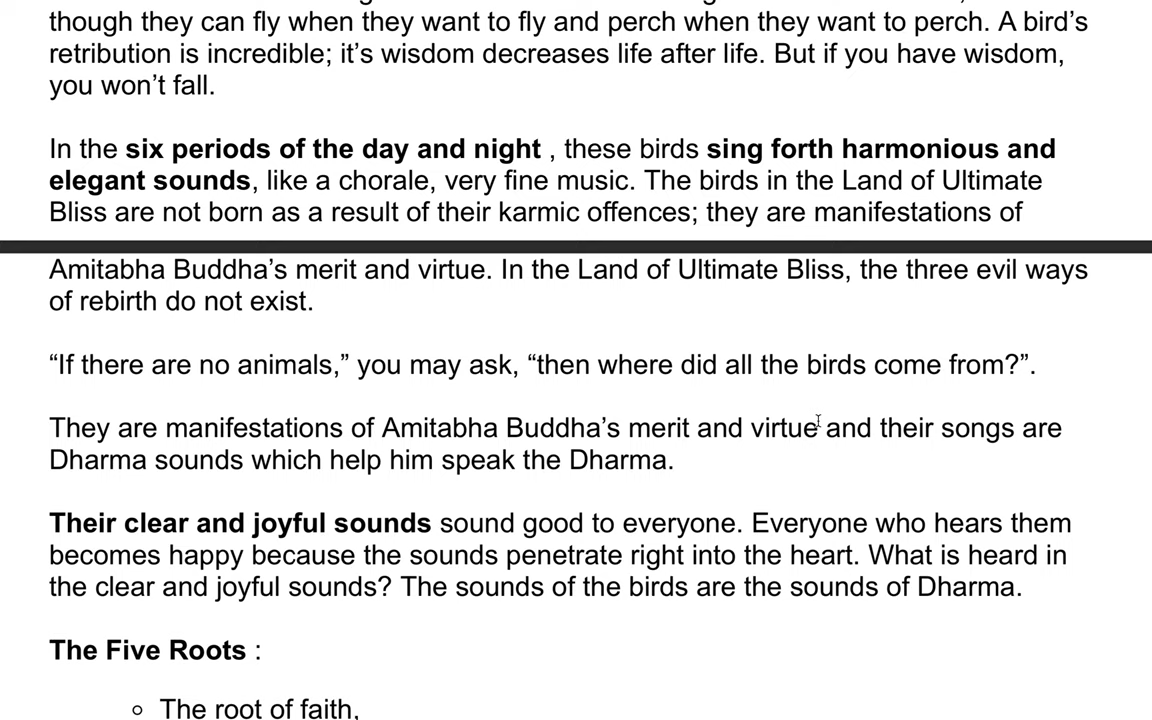 though they can fly when they want to fly and perch when they want to perch. A bird’s
retribution is incredible; it’s wisdom decreases life after life. But if you have wisdom,
you won’t fall.
In the six periods of the day and night , these birds sing forth harmonious and
elegant sounds, like a chorale, very fine music. The birds in the Land of Ultimate
Bliss are not born as a result of their karmic offences; they are manifestations of
Amitabha Buddha’s merit and virtue. In the Land of Ultimate Bliss, the three evil ways
of rebirth do not exist.
“If there are no animals,” you may ask, “then where did all the birds come from?”.
They are manifestations of Amitabha Buddha’s merit and virtue and their songs are
Dharma sounds which help him speak the Dharma.
Their clear and joyful sounds sound good to everyone. Everyone who hears them
becomes happy because the sounds penetrate right into the heart. What is heard in
the clear and joyful sounds? The sounds of the birds are the sounds of Dharma.
The Five Roots :
○ The root of faith,